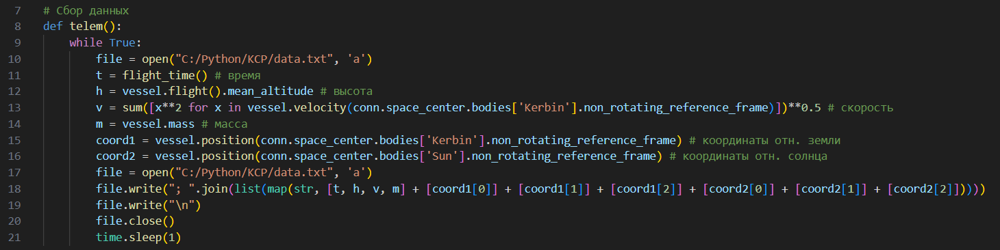 7 # Сбор данных
8 def telem():
9     while True:
10         file = open("C:/Python/KCP/data.txt", 'a')
11         t = flight_time() # время
12         h = vessel.flight().mean_altitude # высота
13         v = sum([x**2 for x in vessel.velocity(conn.space_center.bodies['Kerbin'].non_rotating_reference_frame)])**0.5 # скорость
14         m = vessel.mass # масса
15         coord1 = vessel.position(conn.space_center.bodies['Kerbin'].non_rotating_reference_frame) # координаты отн. земли
16         coord2 = vessel.position(conn.space_center.bodies['Sun'].non_rotating_reference_frame) # координаты отн. солнца
17         file = open("C:/Python/KCP/data.txt", 'a')
18         file.write("; ".join(list(map(str, [t, h, v, m] + [coord1[0]] + [coord1[1]] + [coord1[2]] + [coord2[0]] + [coord2[1]] + [coord2[2]]))))
19         file.write("\n")
20         file.close()
21         time.sleep(1)